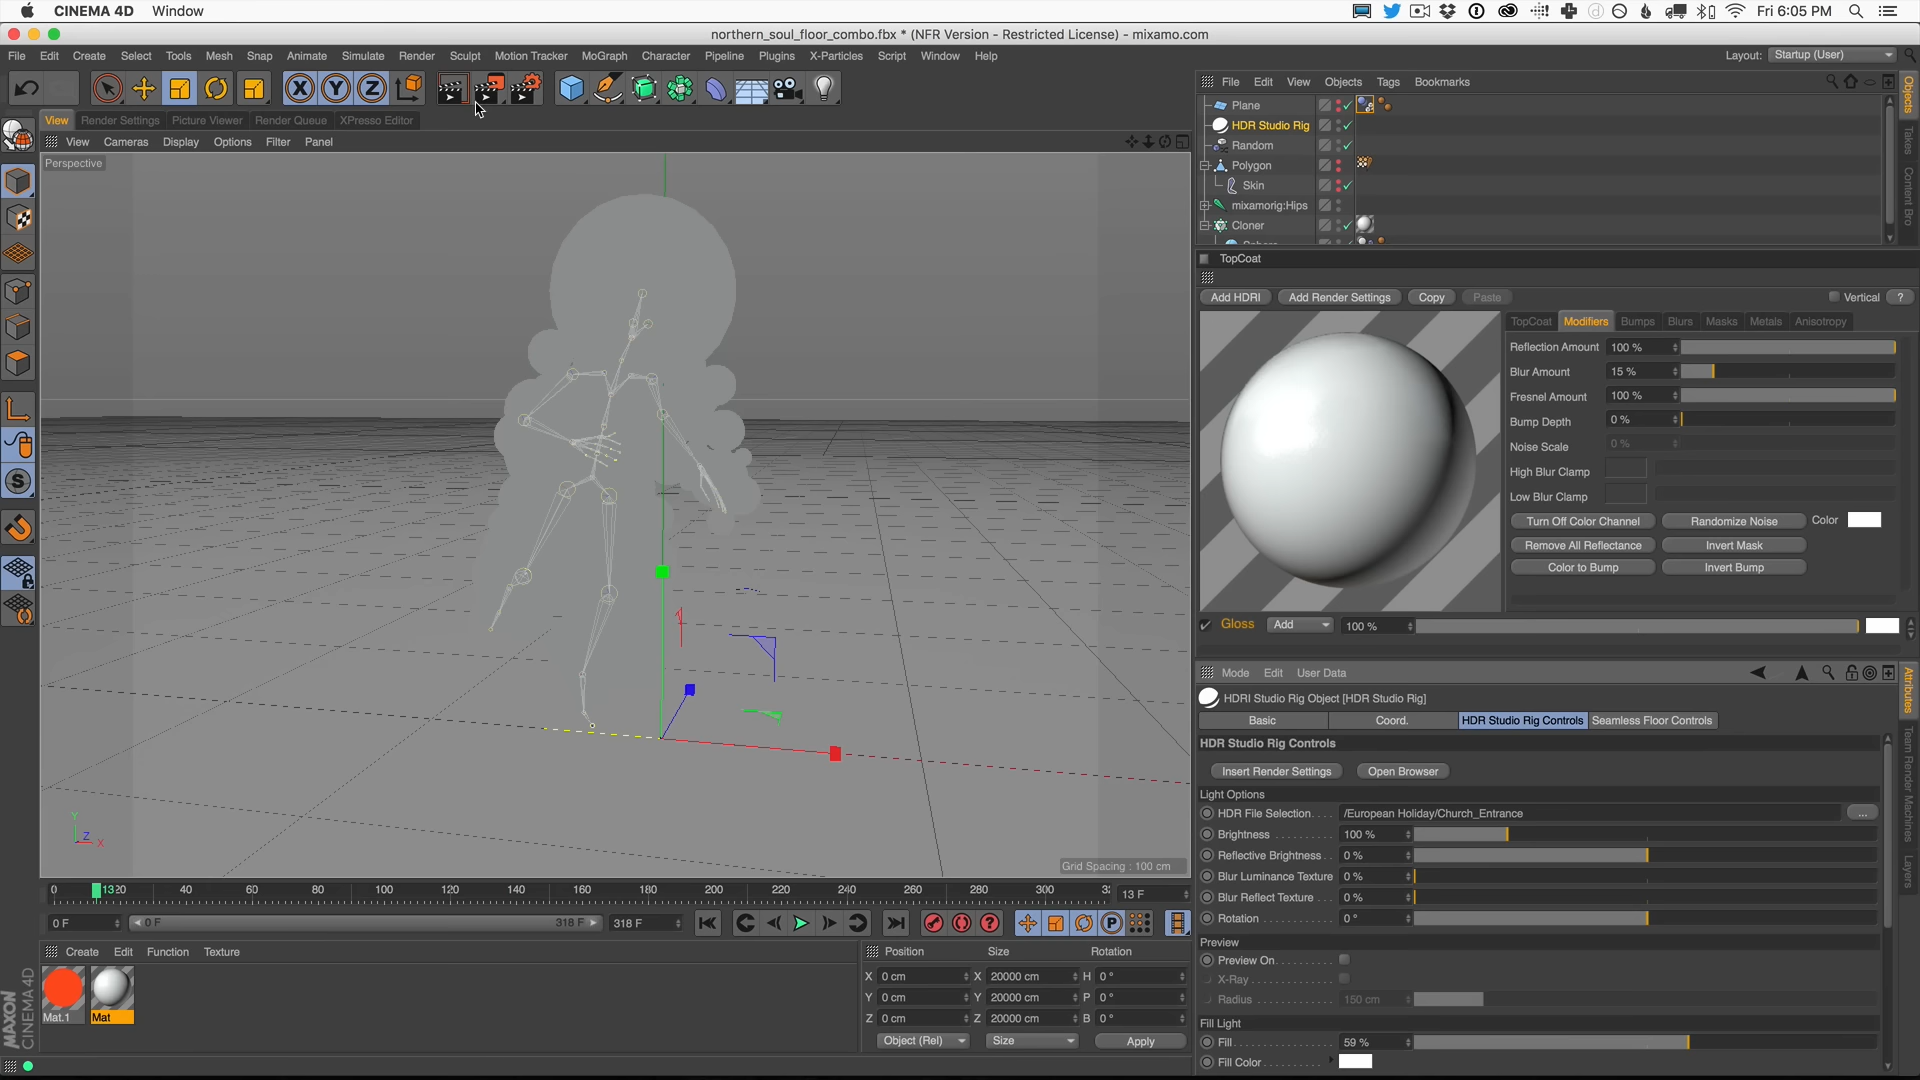 CINEMA 4D Window
Fri 6:05 PM
northern_soul_floor_combo.fbx * (NFR Version - Restricted License) - mixamo.com
File Edit Create Select Tools Mesh Snap Animate Simulate Render Sculpt Motion Tracker MoGraph Character Pipeline Plugins X-Particles Script Window Help
Layout: Startup (User)
X Y Z
File Edit View Objects Tags Bookmarks
View Render Settings Picture Viewer Render Queue XPresso Editor
View Cameras Display Options Filter Panel
Perspective
Plane
HDR Studio Rig
Random
Polygon
Skin
mixamorig:Hips
Cloner
Objects
Takes
Content Bro
TopCoat
Add HDRI Add Render Settings Copy Paste Vertical ?
TopCoat Modifiers Bumps Blurs Masks Metals Anisotropy
Reflection Amount 100 %
Blur Amount 15 %
Fresnel Amount 100 %
Bump Depth 0 %
Noise Scale 0 %
High Blur Clamp
Low Blur Clamp
Turn Off Color Channel Randomize Noise Color
Remove All Reflectance Invert Mask
Color to Bump Invert Bump
Gloss Add 100 %
Mode Edit User Data
HDRI Studio Rig Object [HDR Studio Rig]
Basic Coord. HDR Studio Rig Controls Seamless Floor Controls
HDR Studio Rig Controls
Insert Render Settings Open Browser
Light Options
HDR File Selection. . . . /European Holiday/Church_Entrance ...
Brightness . . . . . . . . . . 100 %
Reflective Brightness. . 0 %
Blur Luminance Texture 0 %
Blur Reflect Texture . . . 0 %
Rotation . . . . . . . . . . . . 0 °
Preview
Preview On. . . . . . . . . .
X-Ray. . . . . . . . . . . . . .
Radius . . . . . . . . . . . . . 150 cm
Fill Light
Fill. . . . . . . . . . . . . . . . 59 %
Fill Color. . . . . . . . . . .
Attributes
Team Render Machines
Layers
Y
Z
X
Grid Spacing : 100 cm
0 1320 40 60 80 100 120 140 160 180 200 220 240 260 280 300 13 F
0 F 0 F 318 F 318 F
Create Edit Function Texture
Mat.1 Mat
MAXON CINEMA 4D
Position Size Rotation
X 0 cm X 20000 cm H 0 °
Y 0 cm Y 20000 cm P 0 °
Z 0 cm Z 20000 cm B 0 °
Object (Rel) Size Apply